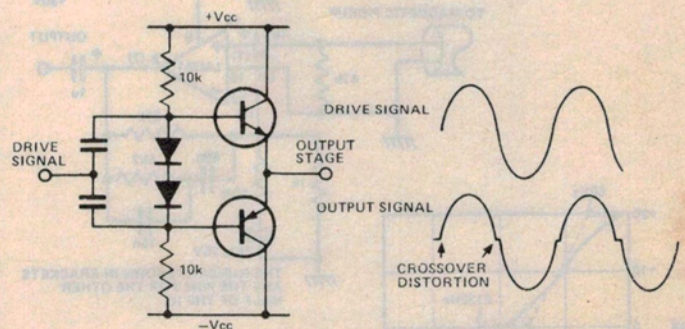 +Vcc
10k
DRIVE
SIGNAL
OUTPUT
STAGE
10k
−Vcc
DRIVE SIGNAL
OUTPUT SIGNAL
CROSSOVER
DISTORTION